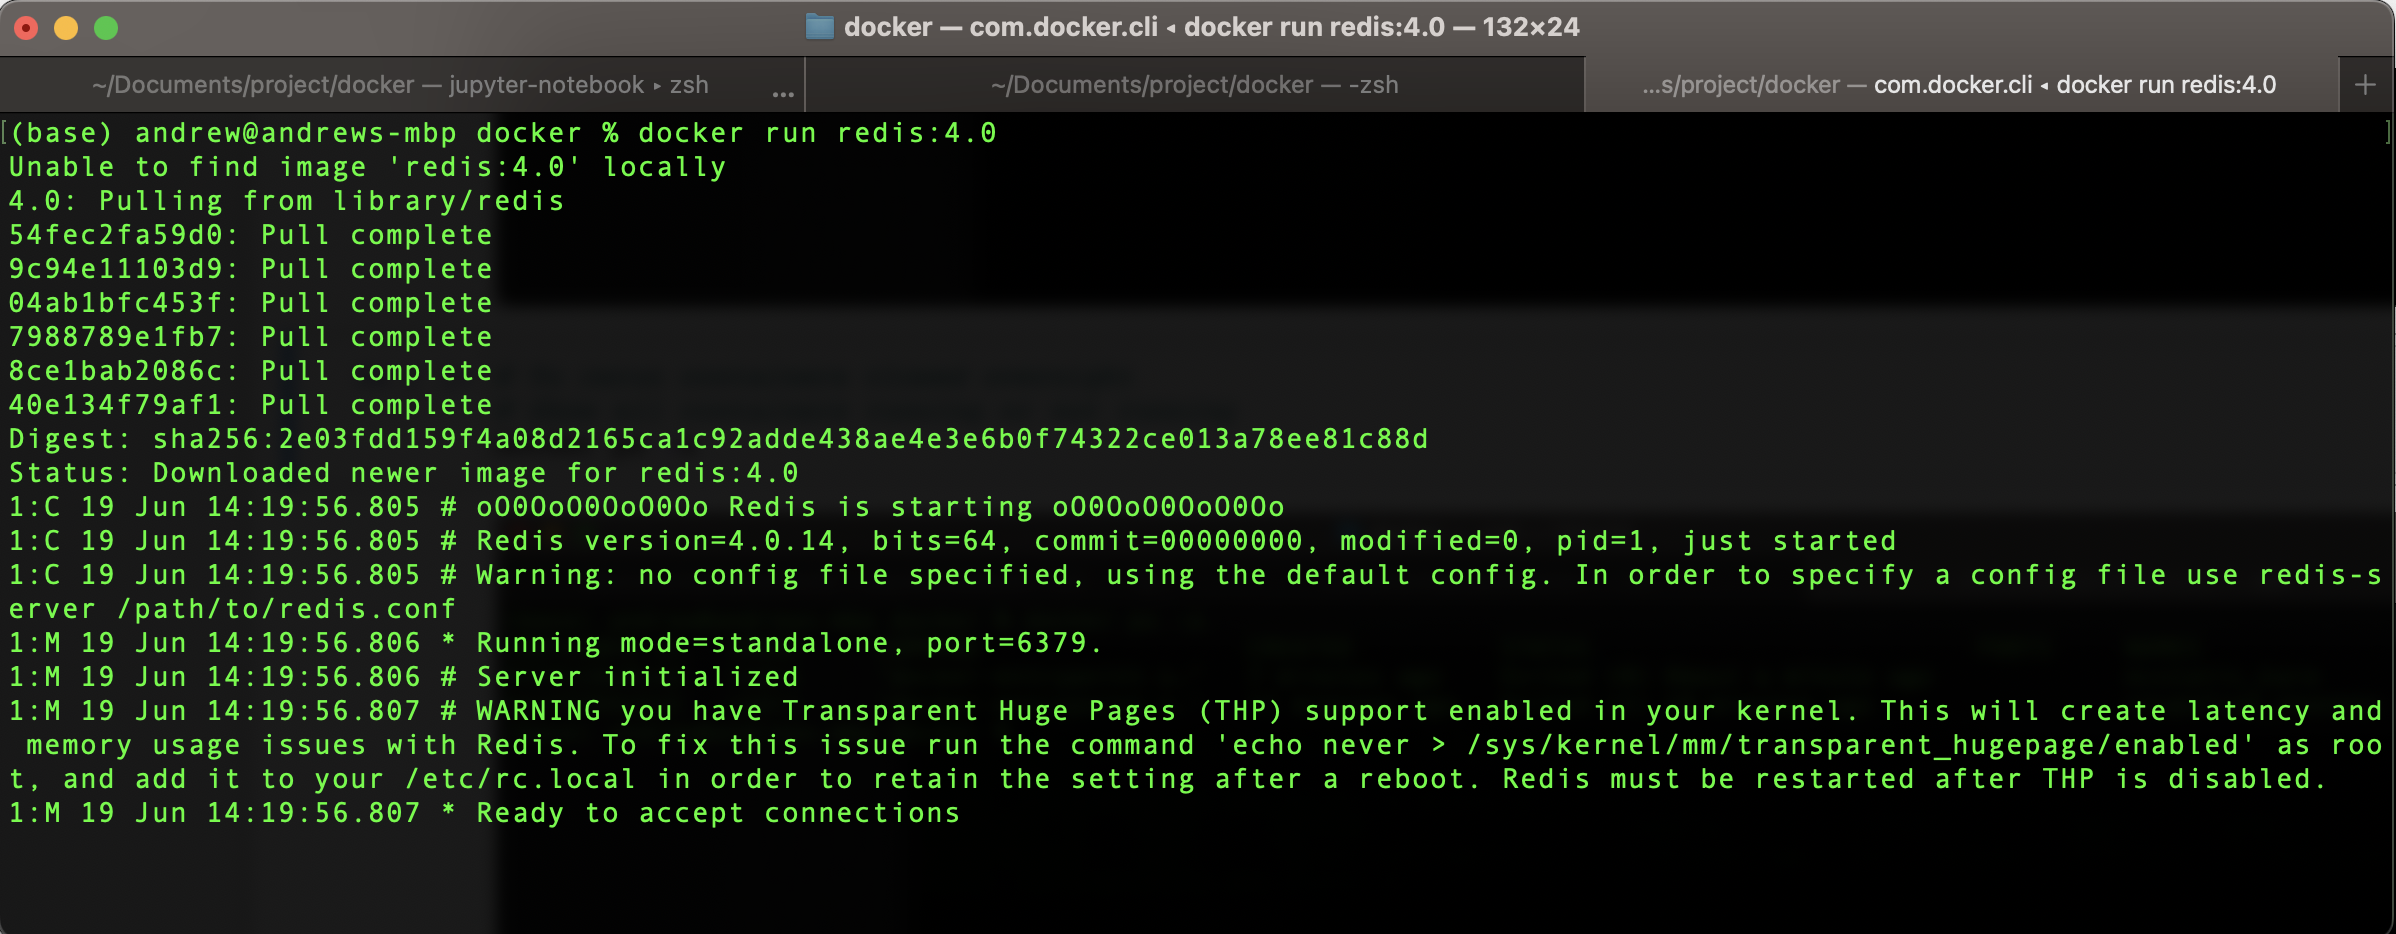 docker — com.docker.cli ◂ docker run redis:4.0 — 132×24
~/Documents/project/docker — jupyter-notebook ▸ zsh ...
~/Documents/project/docker — -zsh
...s/project/docker — com.docker.cli ◂ docker run redis:4.0 +
[(base) andrew@andrews-mbp docker % docker run redis:4.0 ]
Unable to find image 'redis:4.0' locally
4.0: Pulling from library/redis
54fec2fa59d0: Pull complete
9c94e11103d9: Pull complete
04ab1bfc453f: Pull complete
7988789e1fb7: Pull complete
8ce1bab2086c: Pull complete
40e134f79af1: Pull complete
Digest: sha256:2e03fdd159f4a08d2165ca1c92adde438ae4e3e6b0f74322ce013a78ee81c88d
Status: Downloaded newer image for redis:4.0
1:C 19 Jun 14:19:56.805 # oO0OoO0OoO0Oo Redis is starting oO0OoO0OoO0Oo
1:C 19 Jun 14:19:56.805 # Redis version=4.0.14, bits=64, commit=00000000, modified=0, pid=1, just started
1:C 19 Jun 14:19:56.805 # Warning: no config file specified, using the default config. In order to specify a config file use redis-s
erver /path/to/redis.conf
1:M 19 Jun 14:19:56.806 * Running mode=standalone, port=6379.
1:M 19 Jun 14:19:56.806 # Server initialized
1:M 19 Jun 14:19:56.807 # WARNING you have Transparent Huge Pages (THP) support enabled in your kernel. This will create latency and
 memory usage issues with Redis. To fix this issue run the command 'echo never > /sys/kernel/mm/transparent_hugepage/enabled' as roo
t, and add it to your /etc/rc.local in order to retain the setting after a reboot. Redis must be restarted after THP is disabled.
1:M 19 Jun 14:19:56.807 * Ready to accept connections